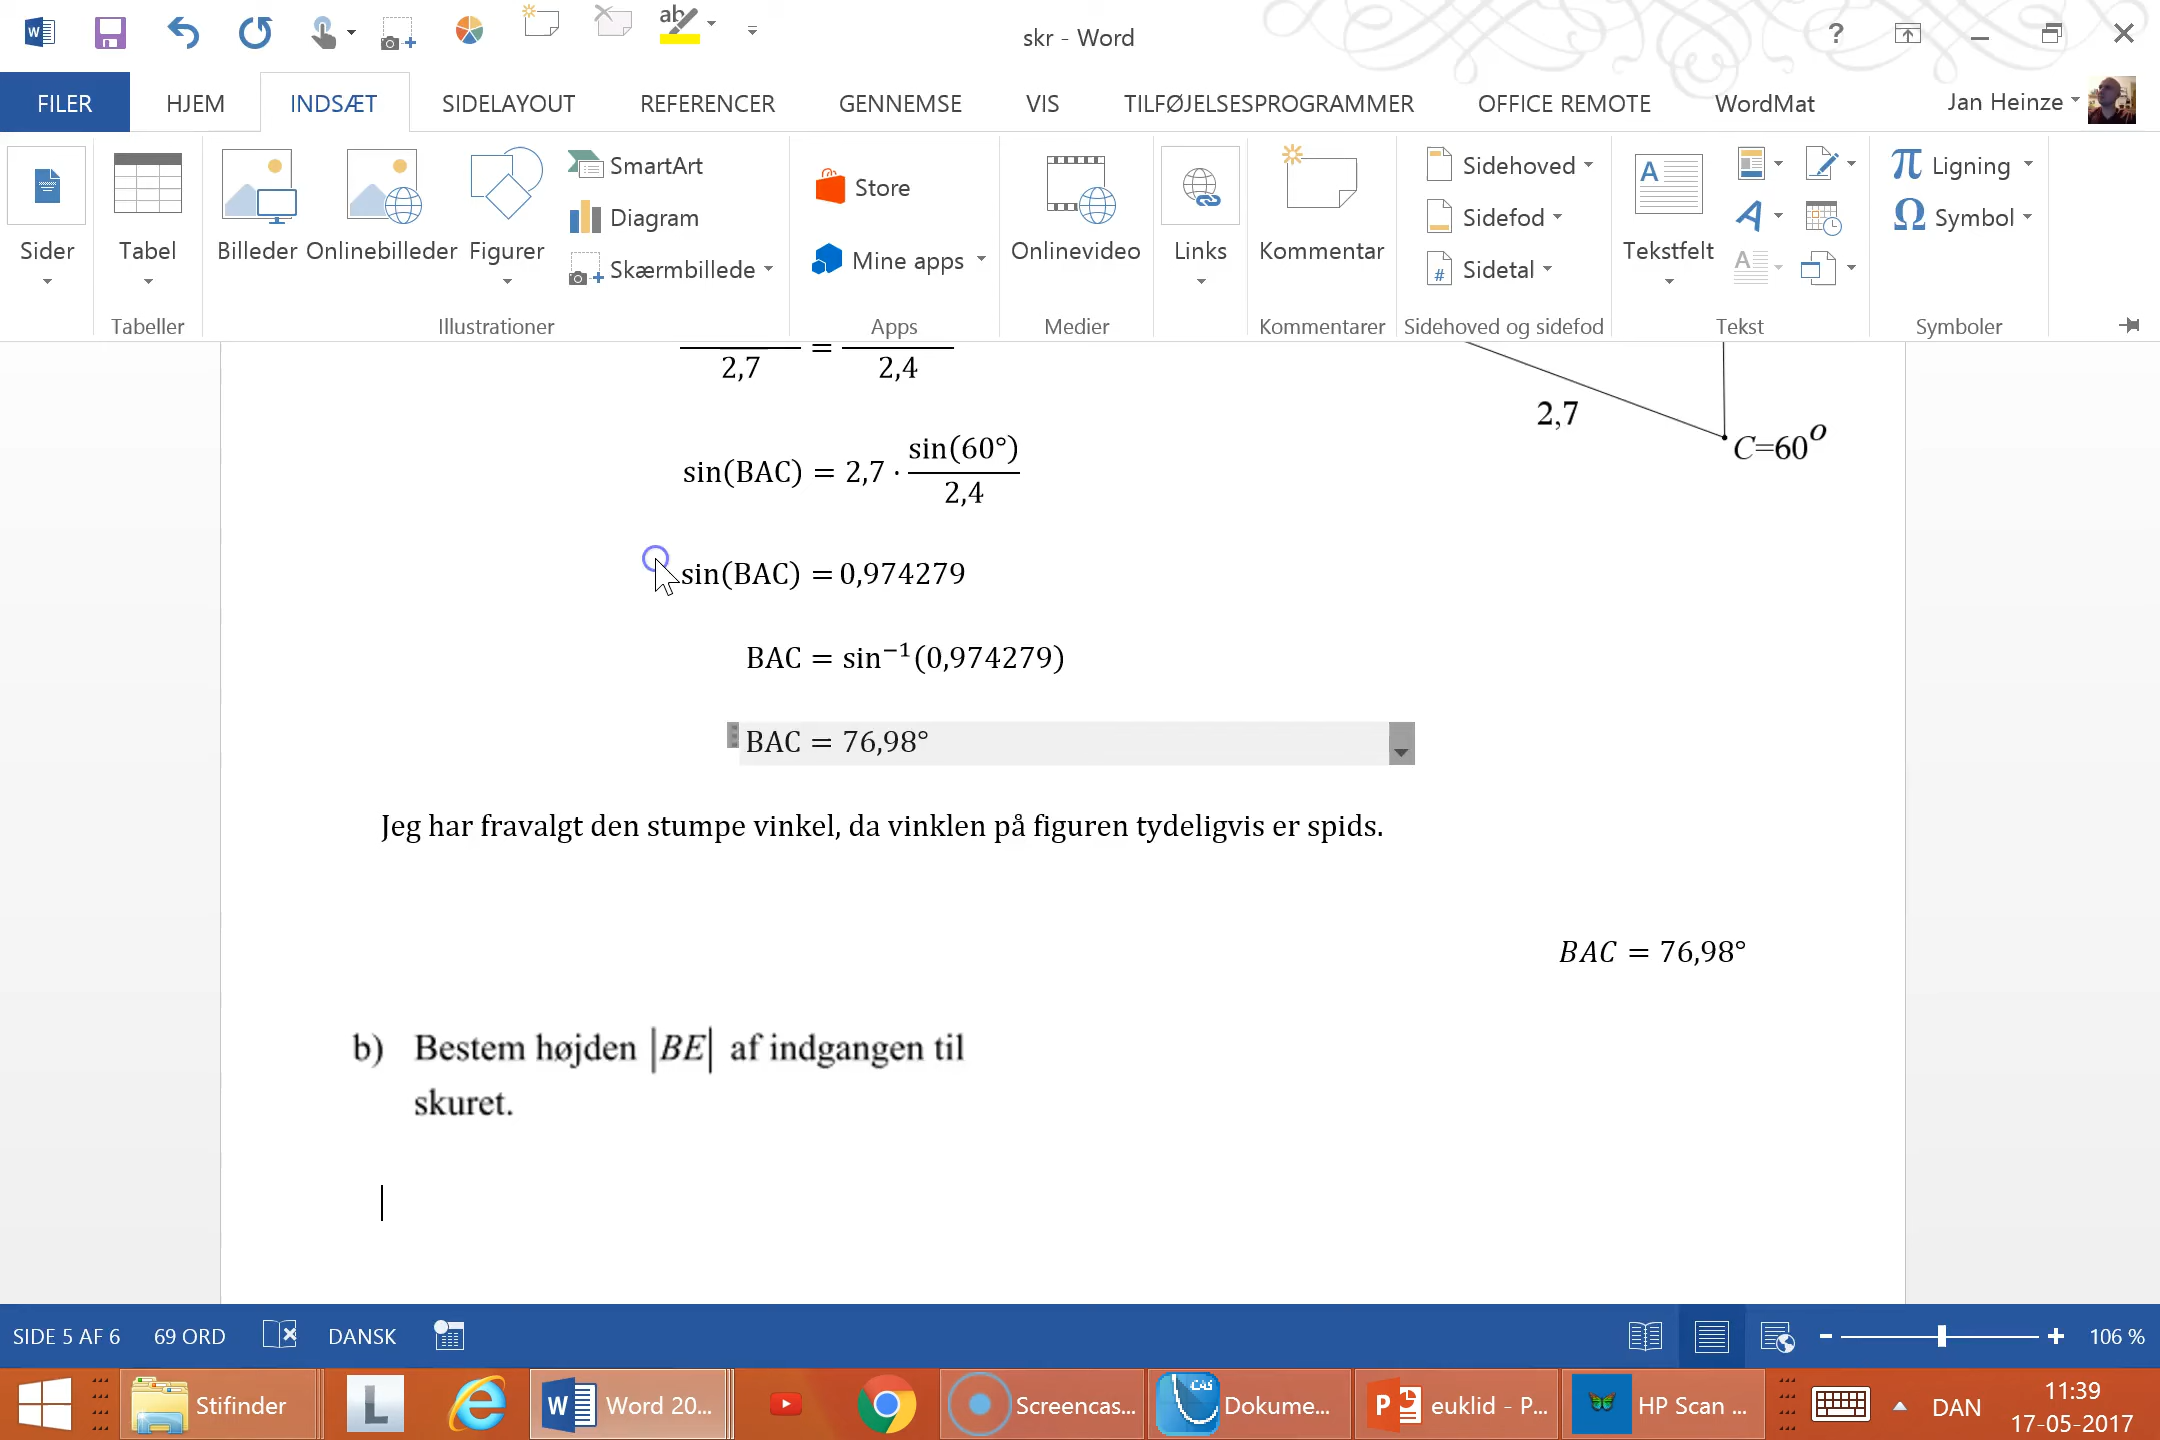 skr - Word
FILER HJEM INDSÆT SIDELAYOUT REFERENCER GENNEMSE VIS TILFØJELSESPROGRAMMER OFFICE REMOTE WordMat Jan Heinze
Sider
Tabel
Tabeller
Billeder Onlinebilleder Figurer
SmartArt
Diagram
Skærmbillede
Illustrationer
Store
Mine apps
Apps
Onlinevideo
Medier
Links
Kommentar
Kommentarer
Sidehoved
Sidefod
Sidetal
Sidehoved og sidefod
Tekstfelt
Tekst
Ligning
Symbol
Symboler
2,7 = 2,4
2,7
C=60°
sin(BAC) = 2,7 · sin(60°) / 2,4
sin(BAC) = 0,974279
BAC = sin⁻¹(0,974279)
BAC = 76,98°
Jeg har fravalgt den stumpe vinkel, da vinklen på figuren tydeligvis er spids.
BAC = 76,98°
b) Bestem højden |BE| af indgangen til
skuret.
SIDE 5 AF 6 69 ORD DANSK 106 %
Stifinder
Word 20...
Screencas...
Dokume...
euklid - P...
HP Scan ...
DAN
11:39
17-05-2017